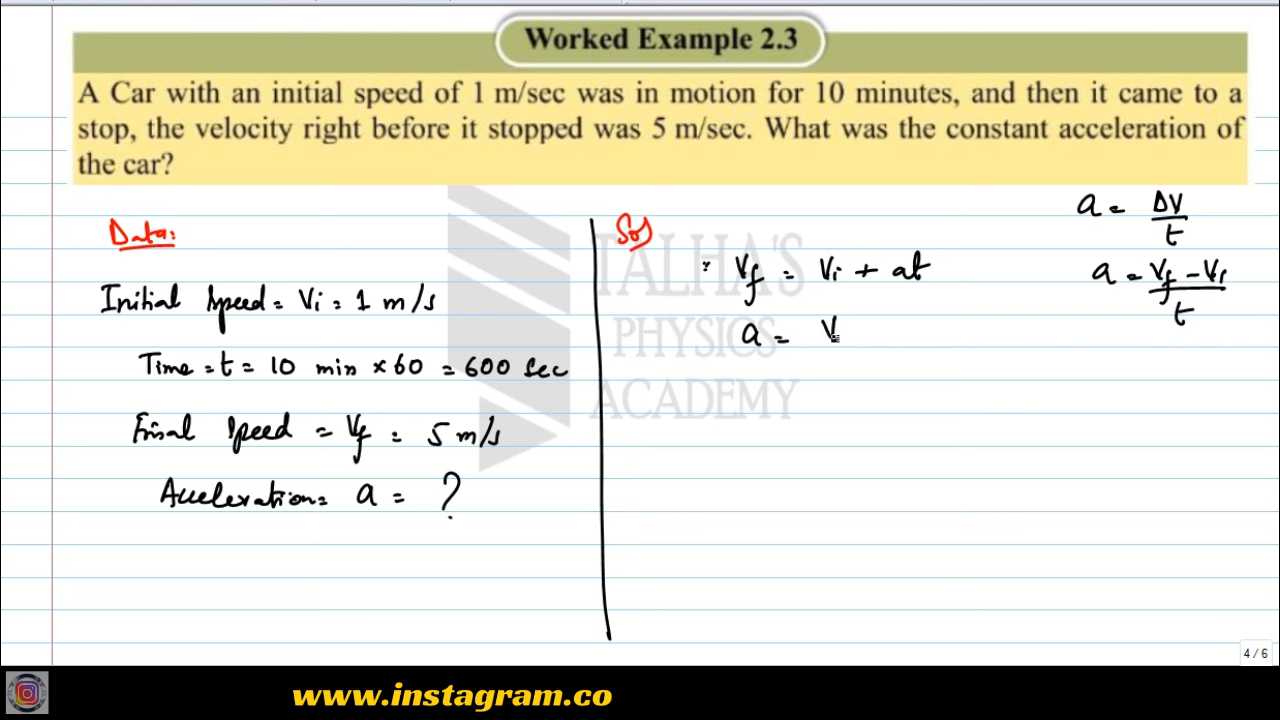 Worked Example 2.3
A Car with an initial speed of 1 m/sec was in motion for 10 minutes, and then it came to a
stop, the velocity right before it stopped was 5 m/sec. What was the constant acceleration of
the car?
Data:
Initial Speed = Vi = 1 m/s
Time = t = 10 min × 60 = 600 Sec
Final Speed = Vf = 5 m/s
Acceleration = a = ?
Sol
Vf = Vi + at
a = V
a = ΔV/t
a = Vf - Vi/t
TALHA'S
PHYSICS
ACADEMY
4 / 6
www.instagram.co